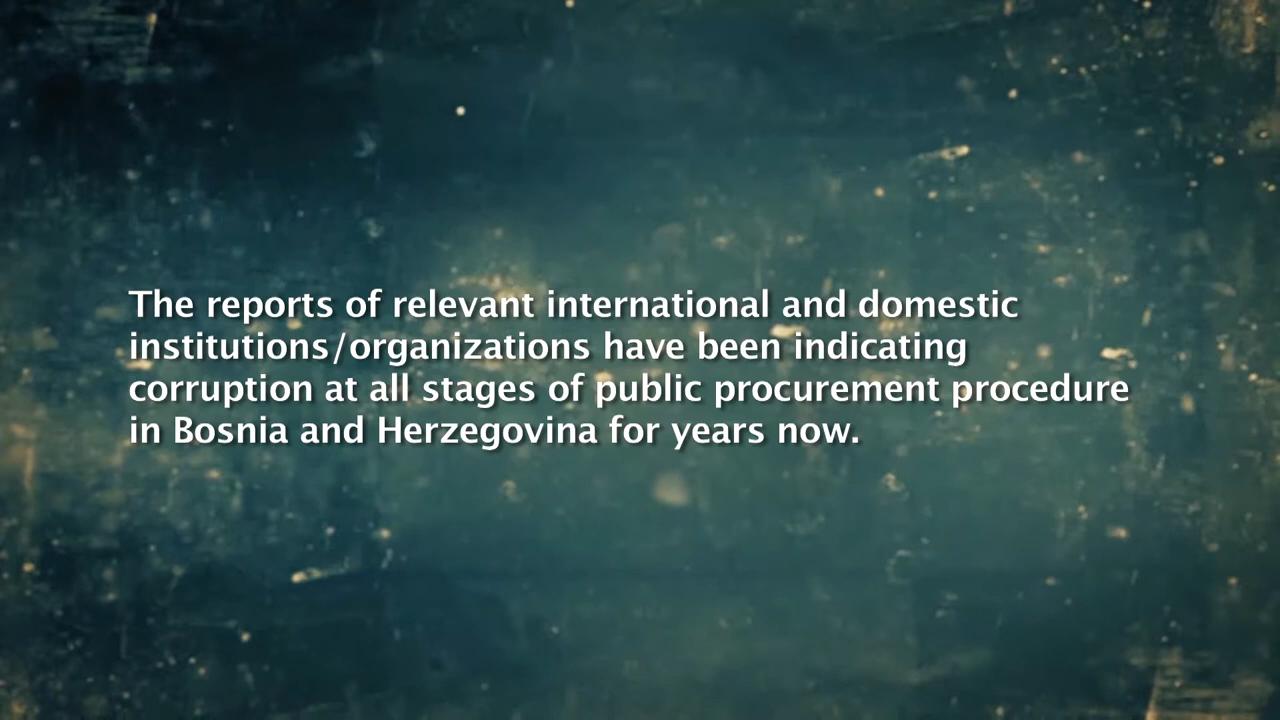 The reports of relevant international and domestic
institutions/organizations have been indicating
corruption at all stages of public procurement procedure
in Bosnia and Herzegovina for years now.